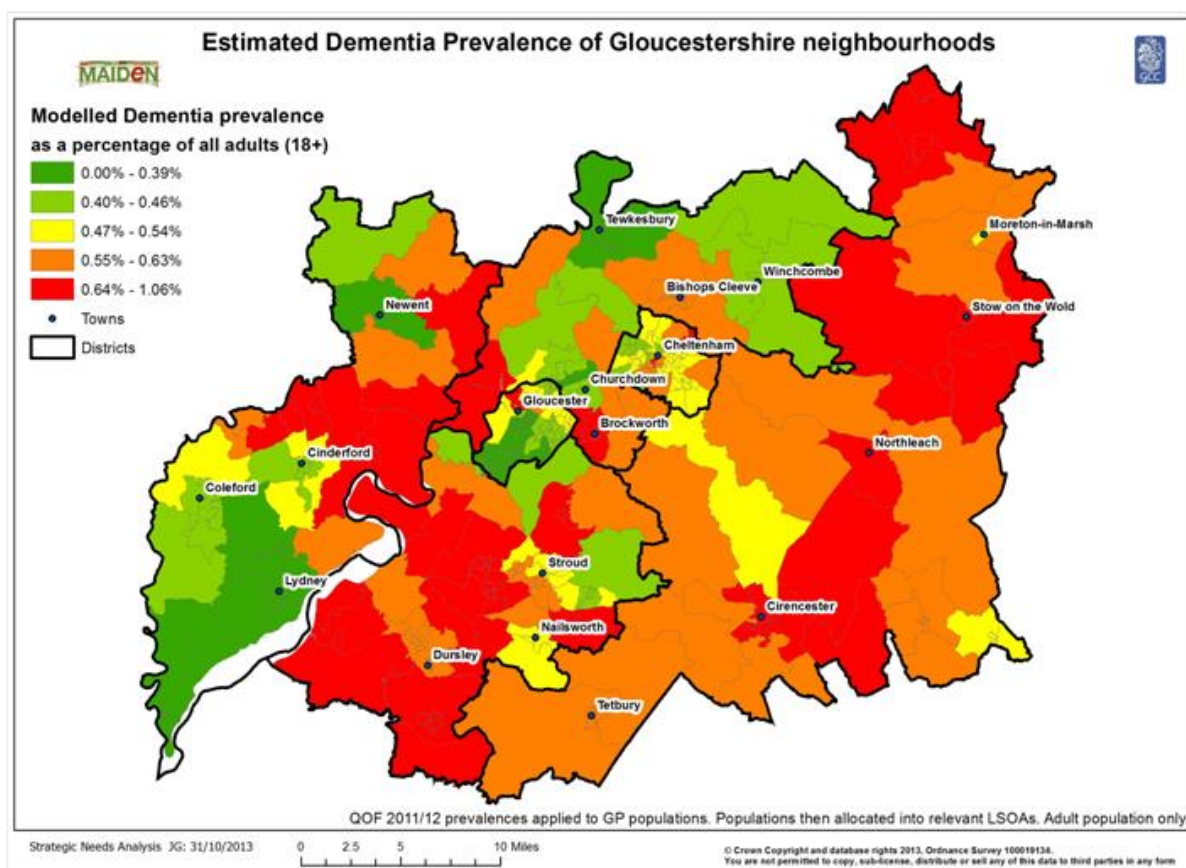 Estimated Dementia Prevalence of Gloucestershire neighbourhoods
MAIDeN
GCC
Modelled Dementia prevalence
as a percentage of all adults (18+)
0.00% - 0.39%
0.40% - 0.46%
0.47% - 0.54%
0.55% - 0.63%
0.64% - 1.06%
Towns
Districts
Tewkesbury
Moreton-in-Marsh
Winchcombe
Bishops Cleeve
Newent
Stow on the Wold
Cheltenham
Churchdown
Gloucester
Brockworth
Northleach
Cinderford
Coleford
Stroud
Lydney
Cirencester
Nailsworth
Dursley
Tetbury
QOF 2011/12 prevalences applied to GP populations. Populations then allocated into relevant LSOAs. Adult population only
Strategic Needs Analysis JG: 31/10/2013
0 2.5 5 10 Miles
© Crown Copyright and database rights 2013. Ordnance Survey 100019134.
You are not permitted to copy, sub-license, distribute or sell any of this data to third parties in any form